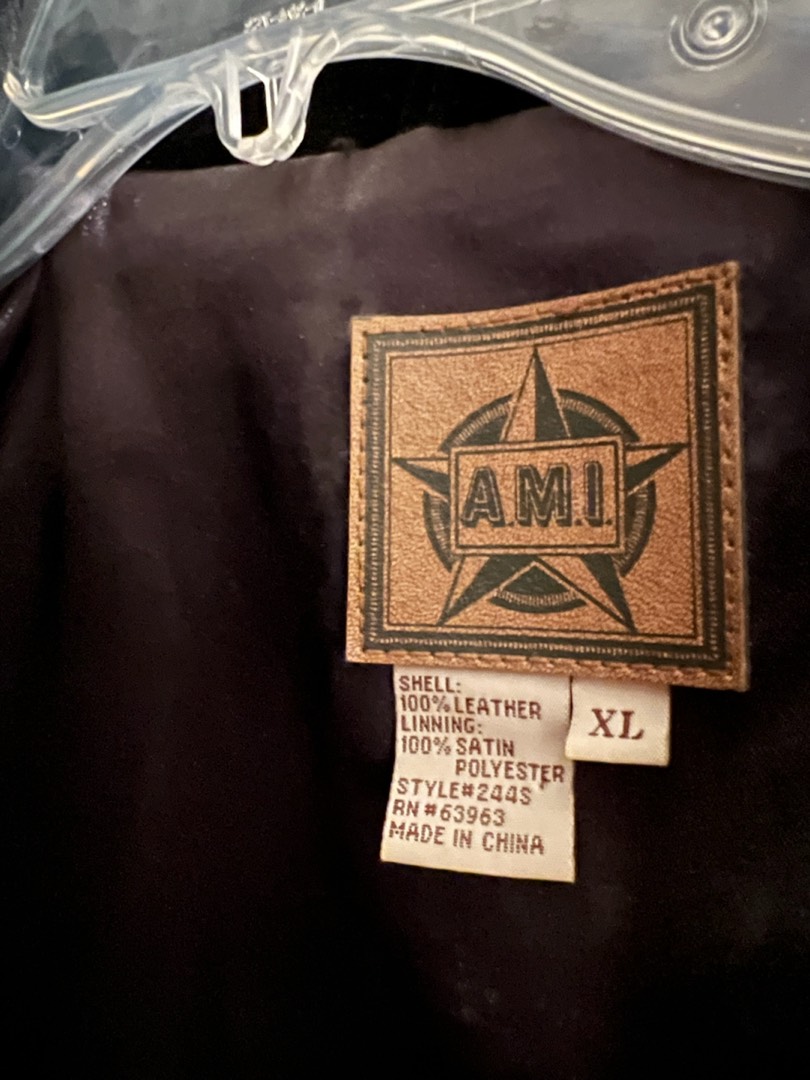 A.M.I.
SHELL:
100% LEATHER
LINNING:
100% SATIN
POLYESTER
STYLE#244S
RN#63963
MADE IN CHINA
XL